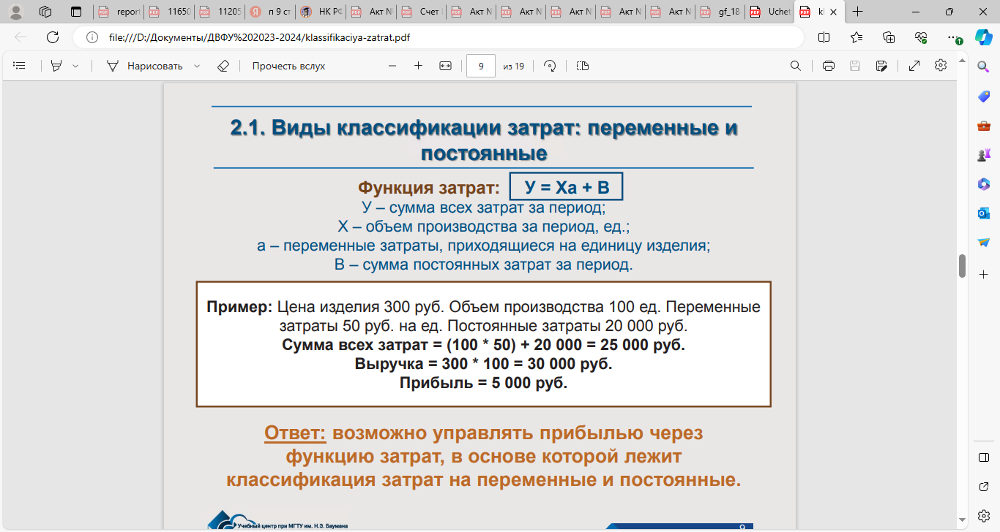 report
11650
11205
п 9 ст
НК РФ
Акт N
Счет
Акт N
Акт N
Акт N
Акт N
Акт N
gf_18
Uchet
kl
file:///D:/Документы/ДВФУ%202023-2024/klassifikaciya-zatrat.pdf
Нарисовать
Прочесть вслух
9
из 19
2.1. Виды классификации затрат: переменные и
постоянные
Функция затрат: У = Ха + В
У – сумма всех затрат за период;
Х – объем производства за период, ед.;
а – переменные затраты, приходящиеся на единицу изделия;
В – сумма постоянных затрат за период.
Пример: Цена изделия 300 руб. Объем производства 100 ед. Переменные
затраты 50 руб. на ед. Постоянные затраты 20 000 руб.
Сумма всех затрат = (100 * 50) + 20 000 = 25 000 руб.
Выручка = 300 * 100 = 30 000 руб.
Прибыль = 5 000 руб.
Ответ: возможно управлять прибылью через
функцию затрат, в основе которой лежит
классификация затрат на переменные и постоянные.
Учебный центр при МГТУ им. Н.Э. Баумана
9